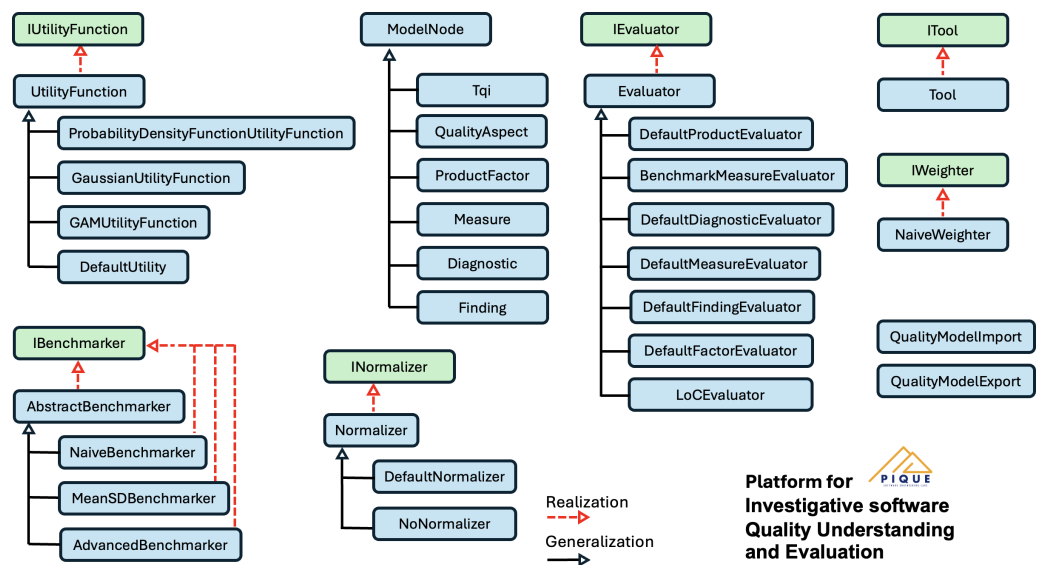 IUtilityFunction
UtilityFunction
ProbabilityDensityFunctionUtilityFunction
GaussianUtilityFunction
GAMUtilityFunction
DefaultUtility
ModelNode
Tqi
QualityAspect
ProductFactor
Measure
Diagnostic
Finding
IEvaluator
Evaluator
DefaultProductEvaluator
BenchmarkMeasureEvaluator
DefaultDiagnosticEvaluator
DefaultMeasureEvaluator
DefaultFindingEvaluator
DefaultFactorEvaluator
LoCEvaluator
ITool
Tool
IWeighter
NaiveWeighter
QualityModelImport
QualityModelExport
IBenchmarker
AbstractBenchmarker
NaiveBenchmarker
MeanSDBenchmarker
AdvancedBenchmarker
INormalizer
Normalizer
DefaultNormalizer
NoNormalizer
Realization
Generalization
PIQUE
Platform for
Investigative software
Quality Understanding
and Evaluation